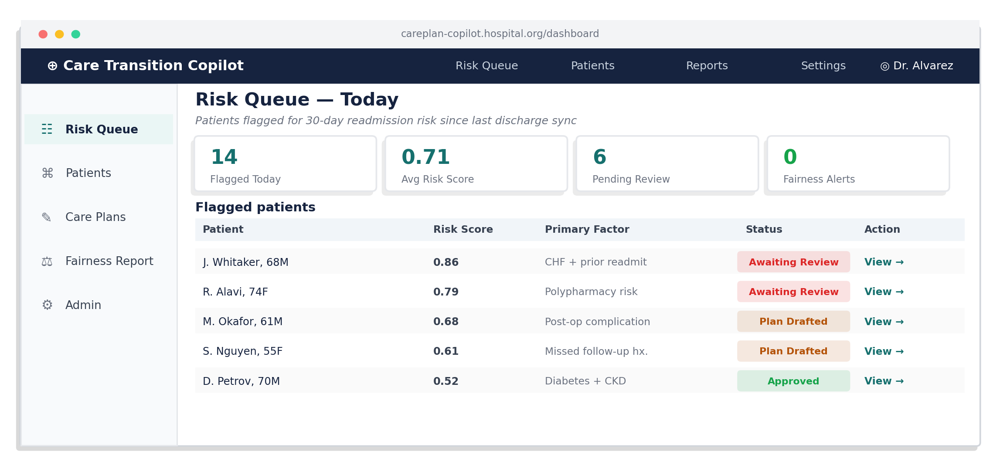 careplan-copilot.hospital.org/dashboard
⊕ Care Transition Copilot Risk Queue Patients Reports Settings ◎ Dr. Alvarez
Risk Queue
Patients
Care Plans
Fairness Report
Admin
Risk Queue — Today
Patients flagged for 30-day readmission risk since last discharge sync
14 0.71 6 0
Flagged Today Avg Risk Score Pending Review Fairness Alerts
Flagged patients
Patient Risk Score Primary Factor Status Action
J. Whitaker, 68M 0.86 CHF + prior readmit Awaiting Review View →
R. Alavi, 74F 0.79 Polypharmacy risk Awaiting Review View →
M. Okafor, 61M 0.68 Post-op complication Plan Drafted View →
S. Nguyen, 55F 0.61 Missed follow-up hx. Plan Drafted View →
D. Petrov, 70M 0.52 Diabetes + CKD Approved View →